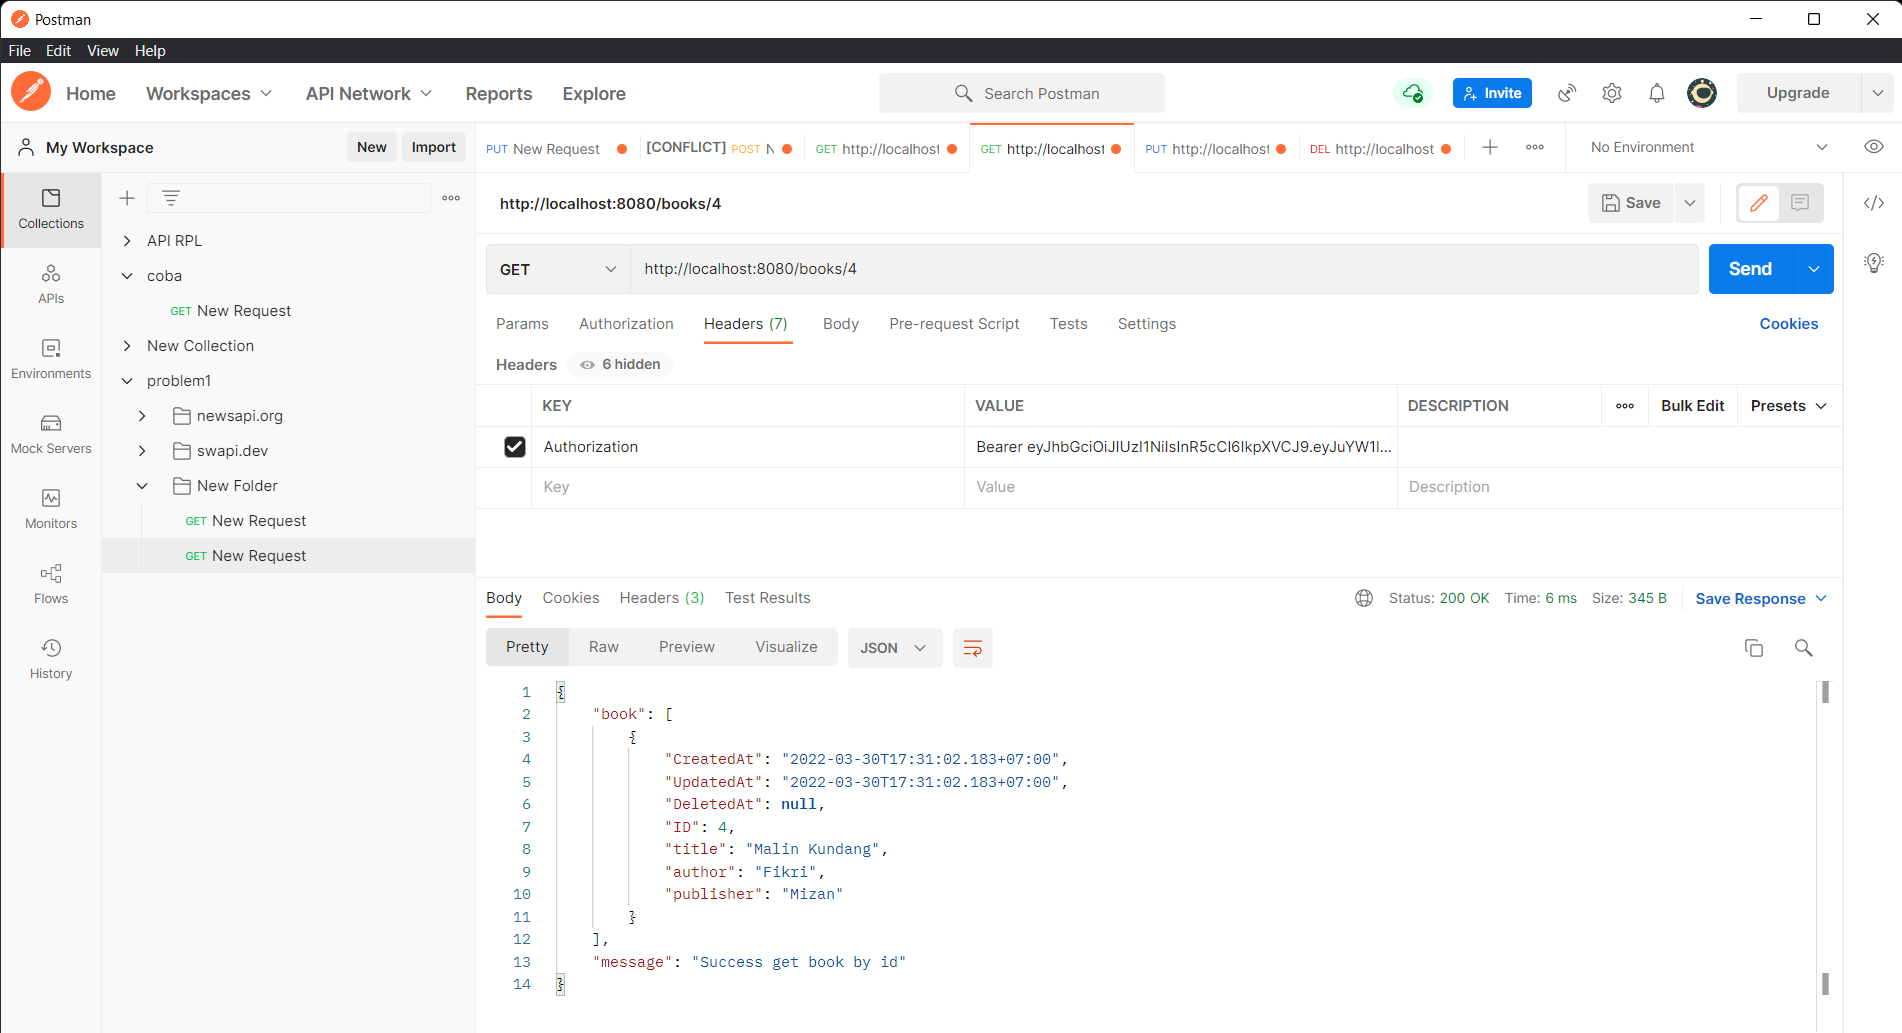 Postman
File Edit View Help
Home Workspaces API Network Reports Explore Search Postman Invite Upgrade
My Workspace New Import
PUT New Request [CONFLICT] POST N GET http://localhost GET http://localhost PUT http://localhost DEL http://localhost No Environment
Collections
APIs
Environments
Mock Servers
Monitors
Flows
History
API RPL
coba
GET New Request
New Collection
problem1
newsapi.org
swapi.dev
New Folder
GET New Request
GET New Request
http://localhost:8080/books/4 Save
GET http://localhost:8080/books/4 Send
Params Authorization Headers (7) Body Pre-request Script Tests Settings Cookies
Headers 6 hidden
KEY VALUE DESCRIPTION Bulk Edit Presets
Authorization Bearer eyJhbGciOiJIUzI1NiIsInR5cCI6IkpXVCJ9.eyJuYW1l...
Key Value Description
Body Cookies Headers (3) Test Results Status: 200 OK Time: 6 ms Size: 345 B Save Response
Pretty Raw Preview Visualize JSON
1 {
2 "book": [
3 {
4 "CreatedAt": "2022-03-30T17:31:02.183+07:00",
5 "UpdatedAt": "2022-03-30T17:31:02.183+07:00",
6 "DeletedAt": null,
7 "ID": 4,
8 "title": "Malin Kundang",
9 "author": "Fikri",
10 "publisher": "Mizan"
11 }
12 ],
13 "message": "Success get book by id"
14 }